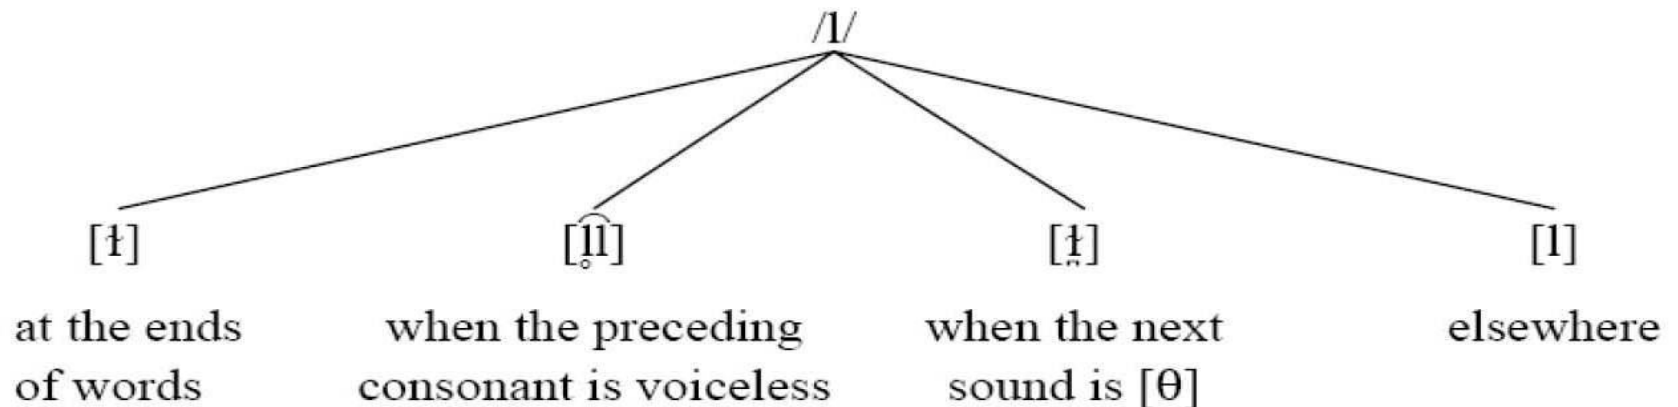 /l/
[ɫ] [l̥͡l] [ɫ̪] [l]
at the ends when the preceding when the next elsewhere
of words consonant is voiceless sound is [θ]